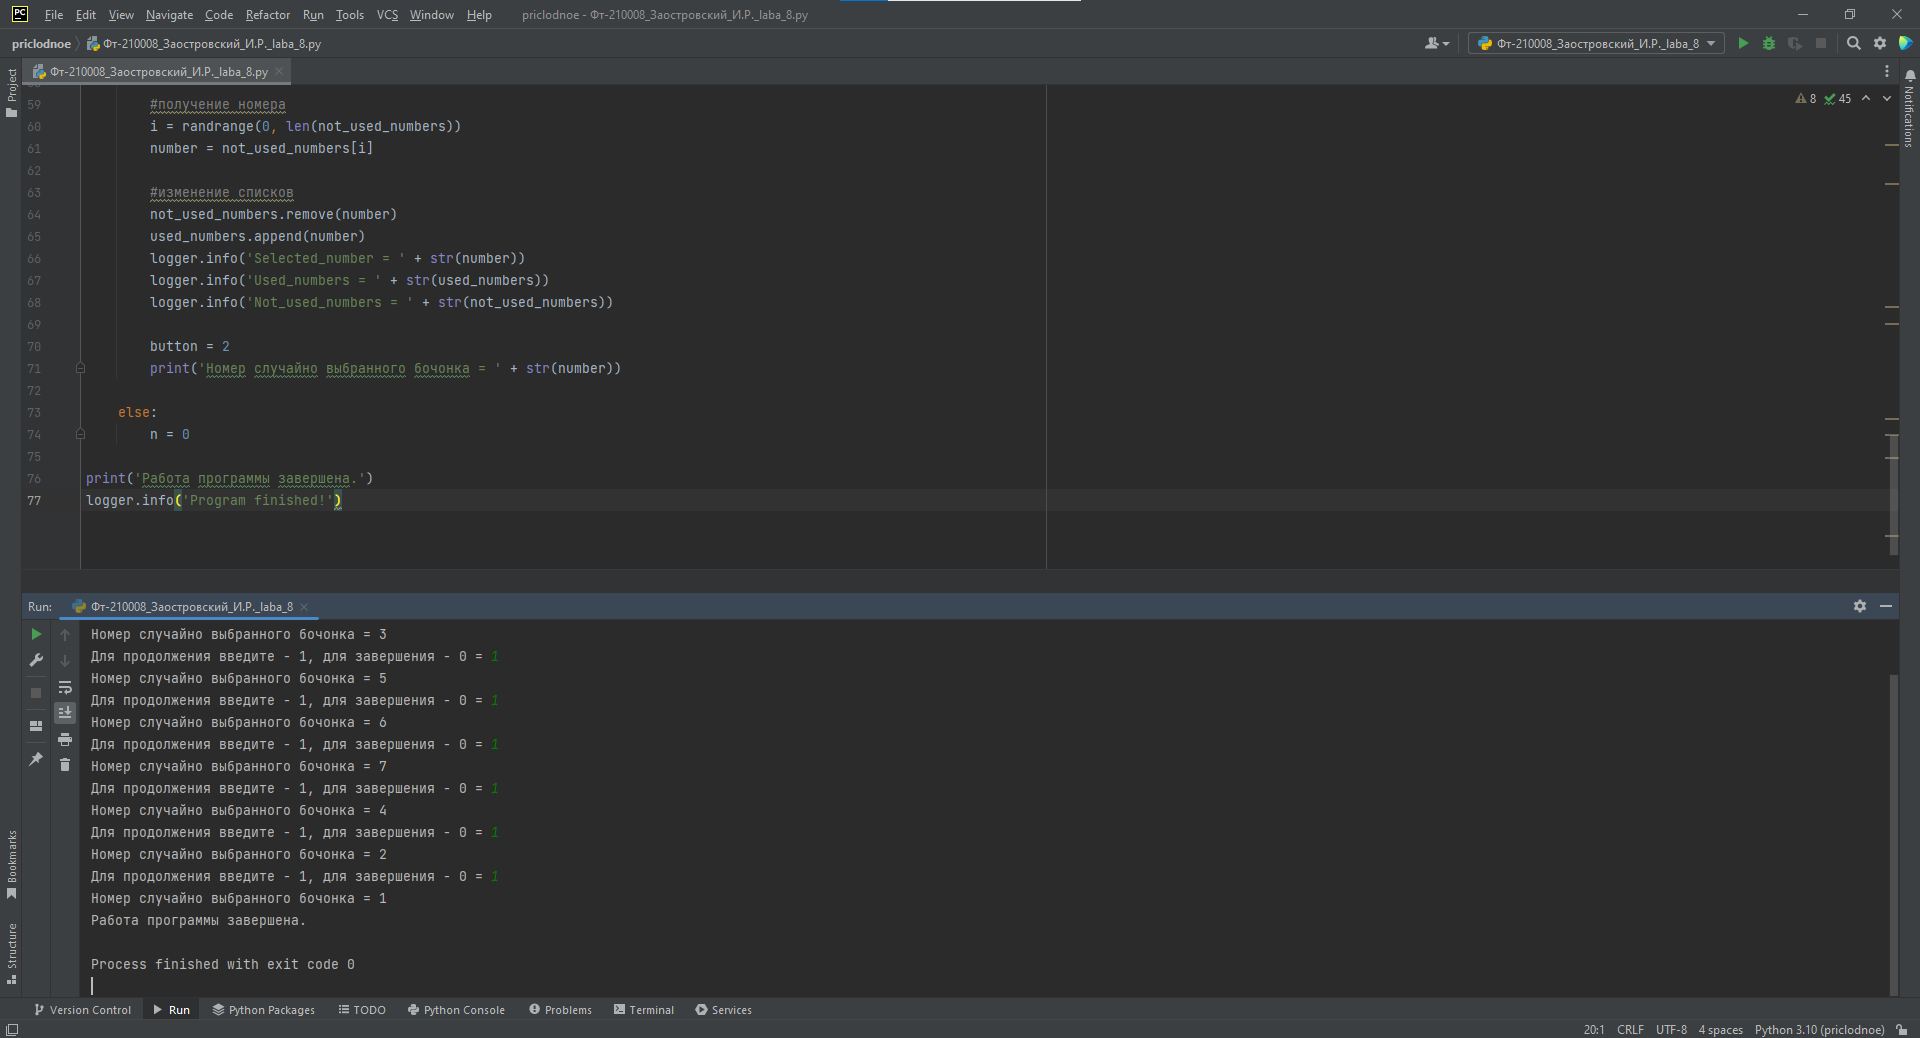 PC File Edit View Navigate Code Refactor Run Tools VCS Window Help priclodnoe - Фт-210008_Заостровский_И.Р._laba_8.py
priclodnoe Фт-210008_Заостровский_И.Р._laba_8.py Фт-210008_Заостровский_И.Р._laba_8
Project
Фт-210008_Заостровский_И.Р._laba_8.py
Notifications
8 45
59 #получение номера
60 i = randrange(0, len(not_used_numbers))
61 number = not_used_numbers[i]
62
63 #изменение списков
64 not_used_numbers.remove(number)
65 used_numbers.append(number)
66 logger.info('Selected_number = ' + str(number))
67 logger.info('Used_numbers = ' + str(used_numbers))
68 logger.info('Not_used_numbers = ' + str(not_used_numbers))
69
70 button = 2
71 print('Номер случайно выбранного бочонка = ' + str(number))
72
73 else:
74 n = 0
75
76 print('Работа программы завершена.')
77 logger.info('Program finished!')
Run: Фт-210008_Заостровский_И.Р._laba_8
Номер случайно выбранного бочонка = 3
Для продолжения введите - 1, для завершения - 0 = 1
Номер случайно выбранного бочонка = 5
Для продолжения введите - 1, для завершения - 0 = 1
Номер случайно выбранного бочонка = 6
Для продолжения введите - 1, для завершения - 0 = 1
Номер случайно выбранного бочонка = 7
Для продолжения введите - 1, для завершения - 0 = 1
Номер случайно выбранного бочонка = 4
Для продолжения введите - 1, для завершения - 0 = 1
Номер случайно выбранного бочонка = 2
Для продолжения введите - 1, для завершения - 0 = 1
Номер случайно выбранного бочонка = 1
Работа программы завершена.
Process finished with exit code 0
Bookmarks
Structure
Version Control Run Python Packages TODO Python Console Problems Terminal Services
20:1 CRLF UTF-8 4 spaces Python 3.10 (priclodnoe)